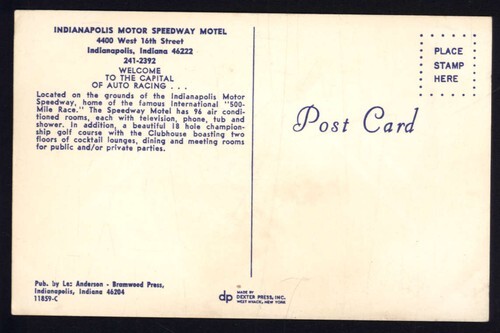 INDIANAPOLIS MOTOR SPEEDWAY MOTEL
4400 West 16th Street
Indianapolis, Indiana 46222
241-2392
WELCOME
TO THE CAPITAL
OF AUTO RACING . . .
Located on the grounds of the Indianapolis Motor
Speedway, home of the famous International "500-
Mile Race." The Speedway Motel has 96 air condi-
tioned rooms, each with television, phone, tub and
shower. In addition, a beautiful 18 hole champion-
ship golf course with the Clubhouse boasting two
floors of cocktail lounges, dining and meeting rooms
for public and/or private parties.
Pub. by Lee Anderson - Bramwood Press,
Indianapolis, Indiana 46204
11859-C
PLACE
STAMP
HERE
Post Card
dp
MADE BY
DEXTER PRESS, INC.
WEST NYACK, NEW YORK